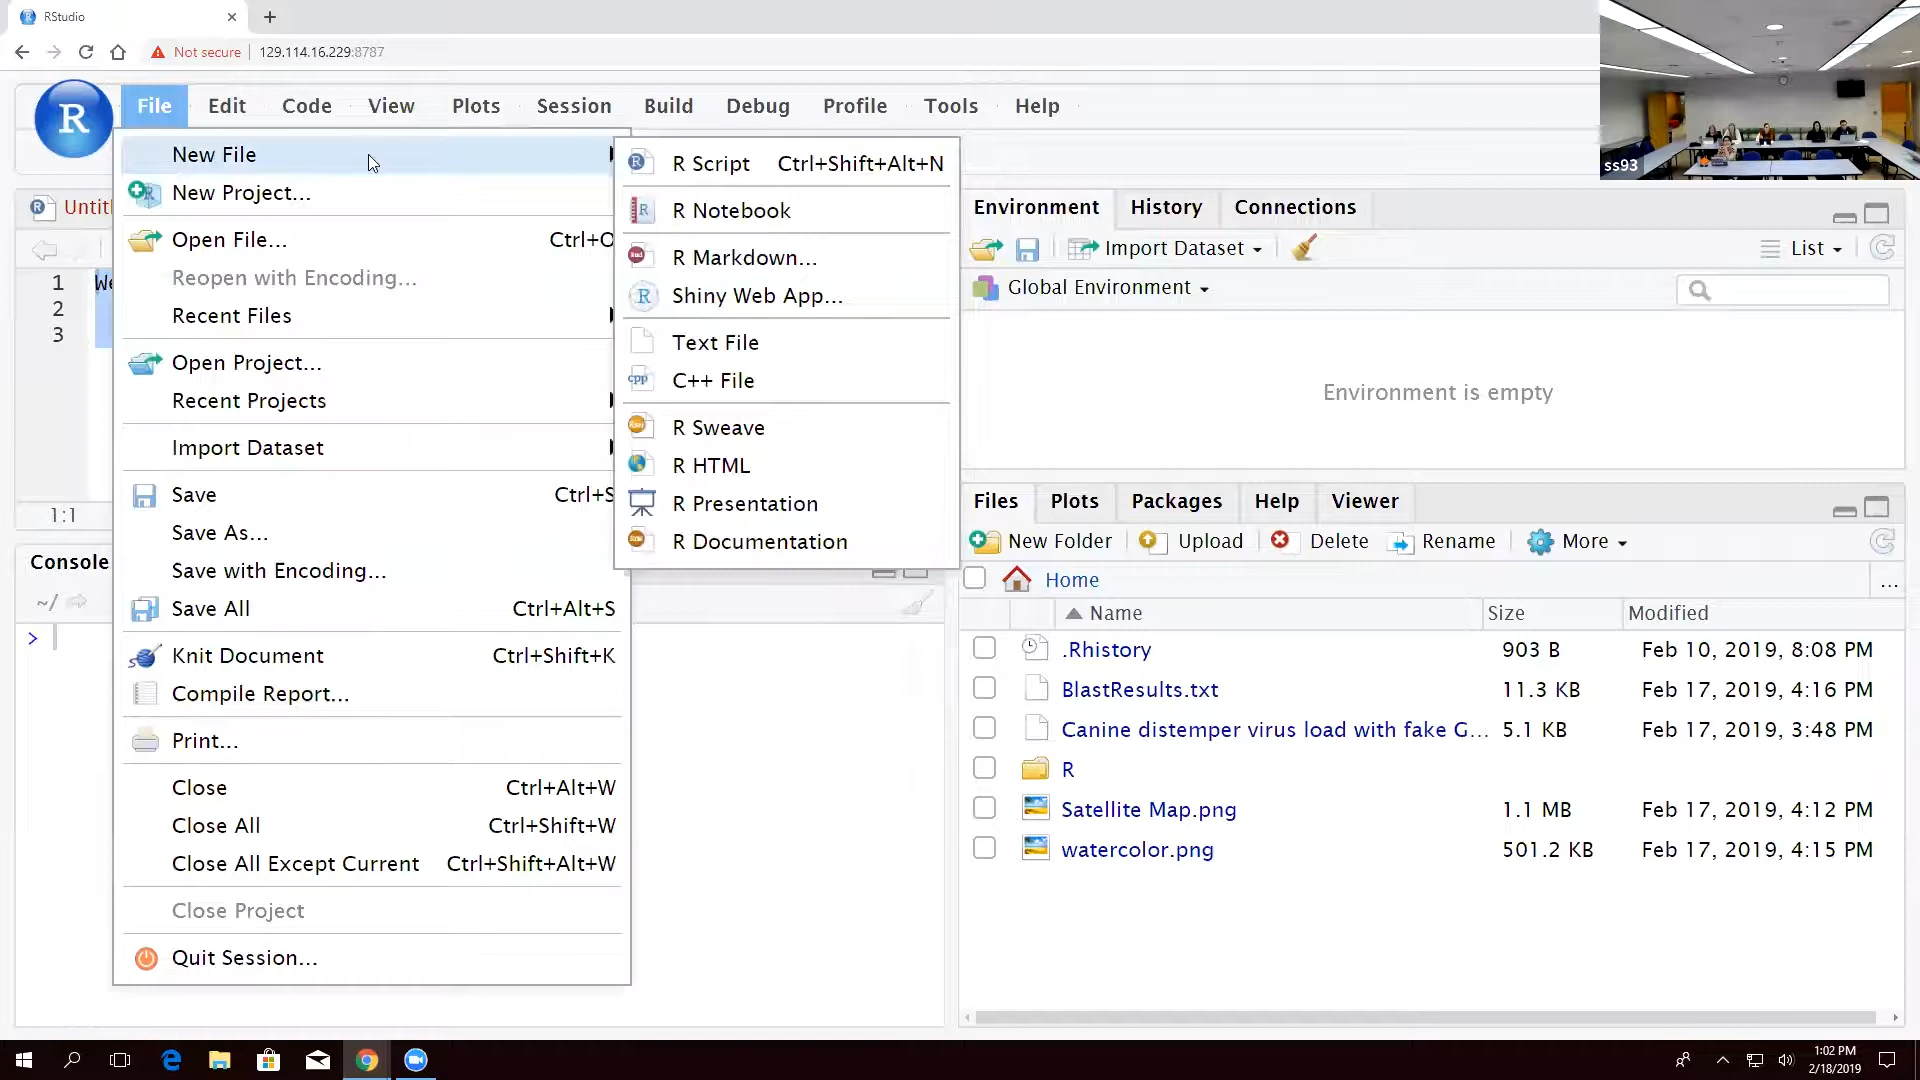 RStudio
Not secure 129.114.16.229:8787
ss93
R
File Edit Code View Plots Session Build Debug Profile Tools Help
New File
New Project...
Open File... Ctrl+O
Reopen with Encoding...
Recent Files
Open Project...
Recent Projects
Import Dataset
Save Ctrl+S
Save As...
Save with Encoding...
Save All Ctrl+Alt+S
Knit Document Ctrl+Shift+K
Compile Report...
Print...
Close Ctrl+Alt+W
Close All Ctrl+Shift+W
Close All Except Current Ctrl+Shift+Alt+W
Close Project
Quit Session...
R Script Ctrl+Shift+Alt+N
R Notebook
R Markdown...
Shiny Web App...
Text File
C++ File
R Sweave
R HTML
R Presentation
R Documentation
1
2
3
1:1
Console
~/
>
Environment History Connections
Import Dataset List
Global Environment
Environment is empty
Files Plots Packages Help Viewer
New Folder Upload Delete Rename More
Home ...
Name Size Modified
.Rhistory 903 B Feb 10, 2019, 8:08 PM
BlastResults.txt 11.3 KB Feb 17, 2019, 4:16 PM
Canine distemper virus load with fake G... 5.1 KB Feb 17, 2019, 3:48 PM
R
Satellite Map.png 1.1 MB Feb 17, 2019, 4:12 PM
watercolor.png 501.2 KB Feb 17, 2019, 4:15 PM
1:02 PM
2/18/2019